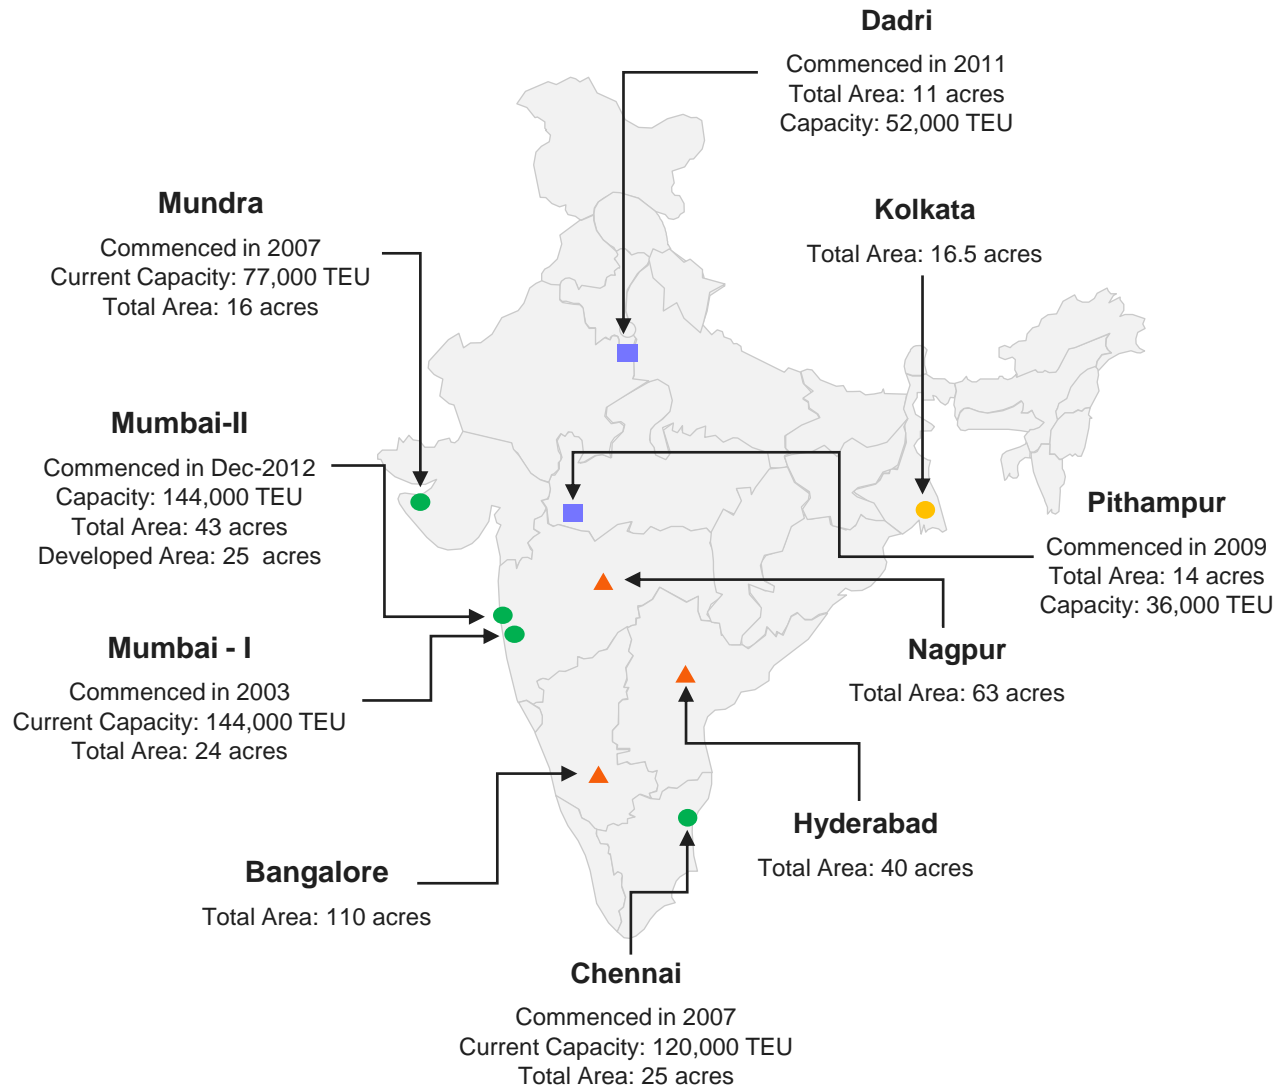 Dadri
Commenced in 2011
Total Area: 11 acres
Capacity: 52,000 TEU
Mundra
Commenced in 2007
Current Capacity: 77,000 TEU
Total Area: 16 acres
Kolkata
Total Area: 16.5 acres
Mumbai-II
Commenced in Dec-2012
Capacity: 144,000 TEU
Total Area: 43 acres
Developed Area: 25 acres
Pithampur
Commenced in 2009
Total Area: 14 acres
Capacity: 36,000 TEU
Mumbai - I
Commenced in 2003
Current Capacity: 144,000 TEU
Total Area: 24 acres
Nagpur
Total Area: 63 acres
Hyderabad
Total Area: 40 acres
Bangalore
Total Area: 110 acres
Chennai
Commenced in 2007
Current Capacity: 120,000 TEU
Total Area: 25 acres